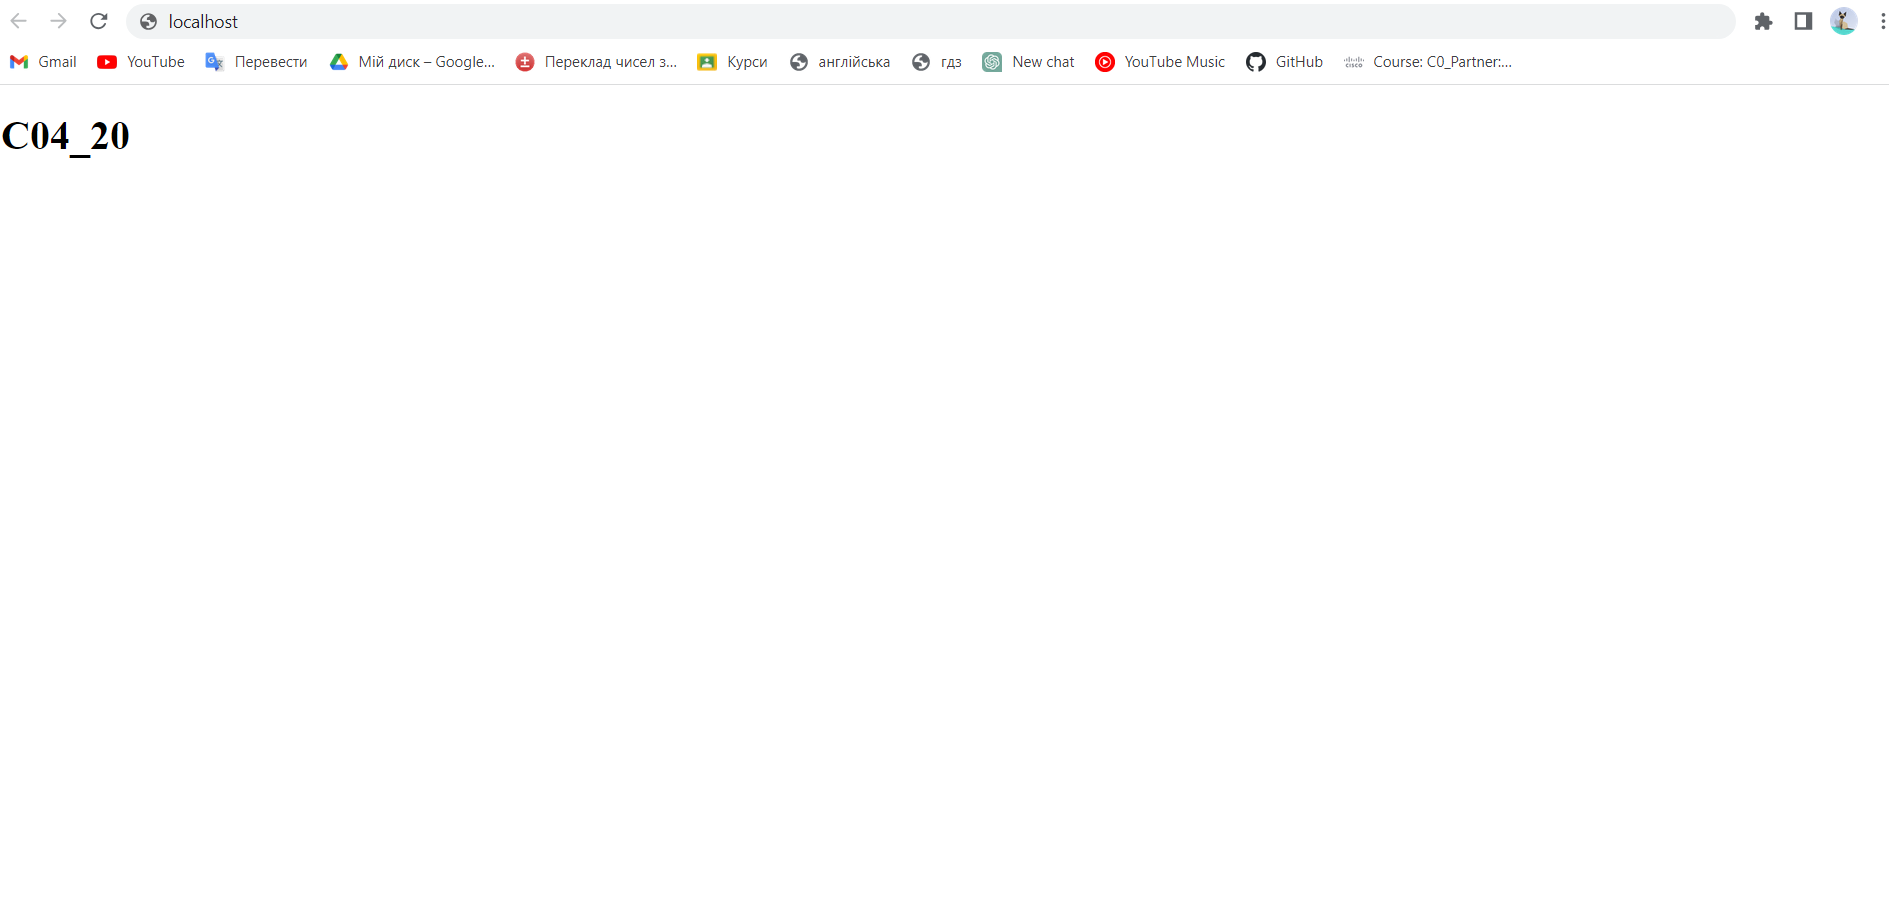 localhost
Gmail YouTube Перевести Мій диск – Google... Переклад чисел з... Курси англійська гдз New chat YouTube Music GitHub Course: C0_Partner:...
C04_20